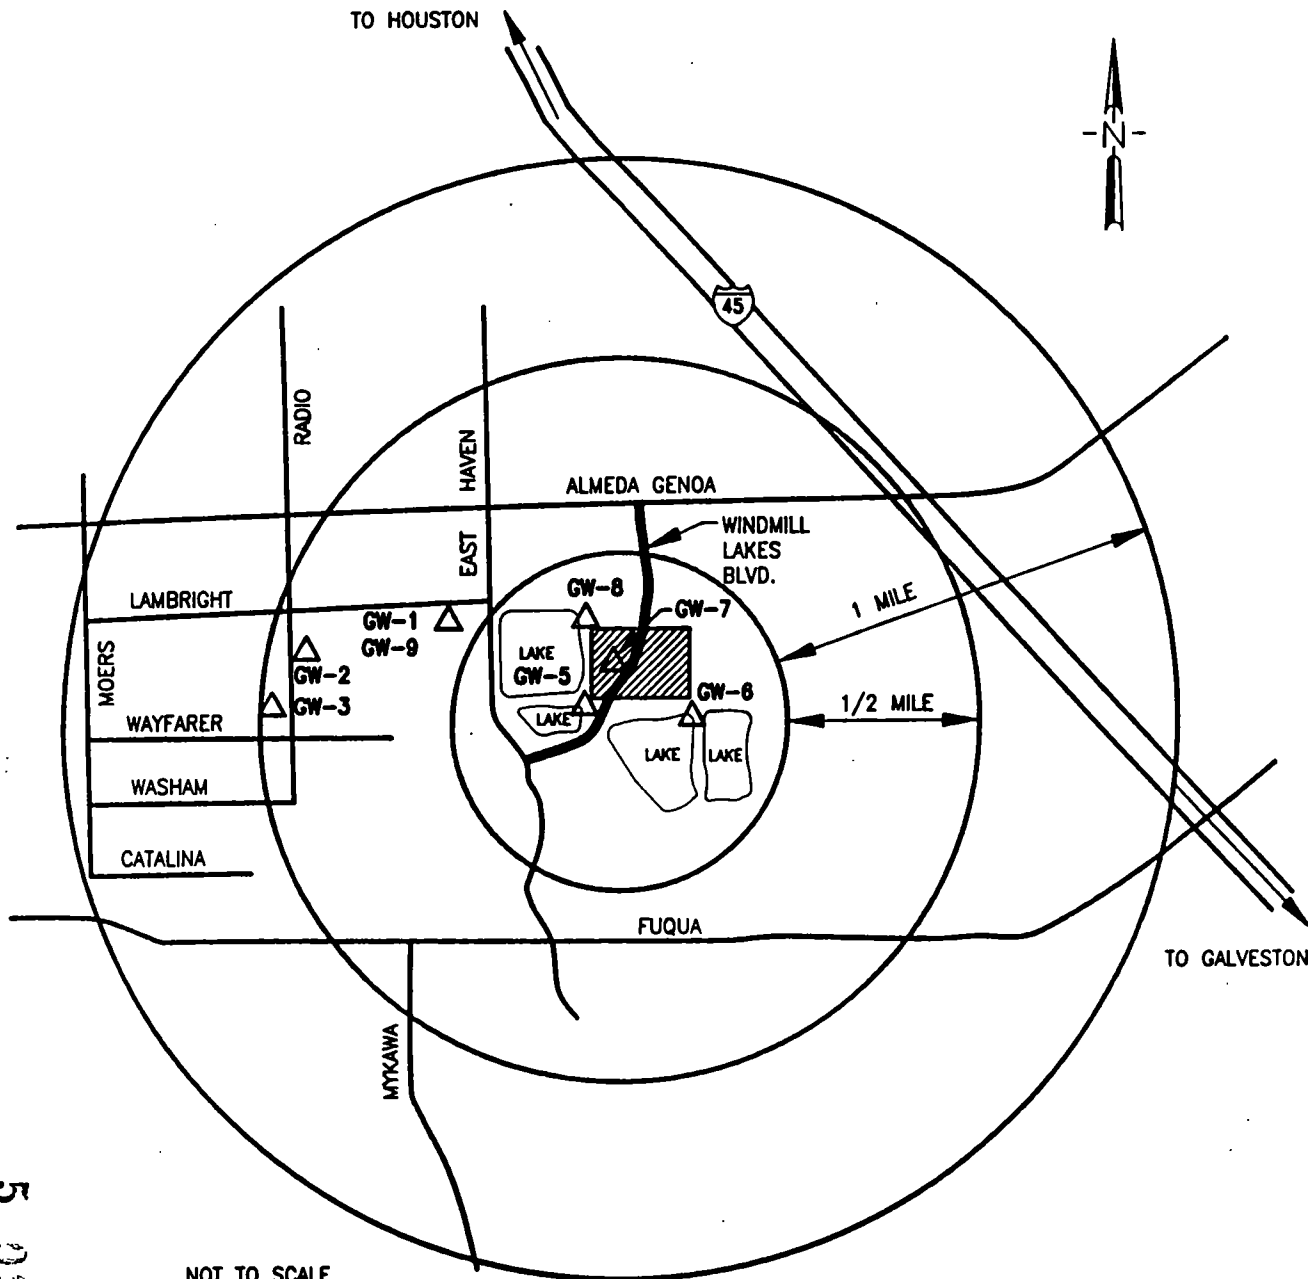 TO HOUSTON
-N-
45
RADIO
HAVEN
EAST
ALMEDA GENOA
WINDMILL
LAKES
BLVD.
LAMBRIGHT
GW-8
GW-7
1 MILE
GW-1
GW-9
LAKE
GW-5
MOERS
GW-2
GW-6
GW-3
1/2 MILE
WAYFARER
LAKE
LAKE
LAKE
WASHAM
CATALINA
FUQUA
TO GALVESTON
MYKAWA
5
NOT TO SCALE